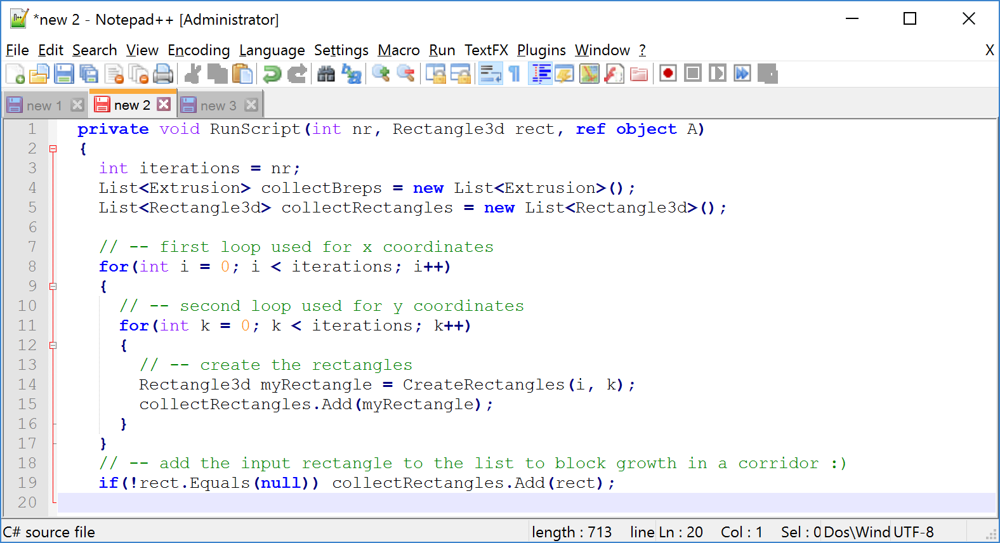 *new 2 - Notepad++ [Administrator]
File Edit Search View Encoding Language Settings Macro Run TextFX Plugins Window ? X
new 1 new 2 new 3
1 private void RunScript(int nr, Rectangle3d rect, ref object A)
2 {
3 int iterations = nr;
4 List<Extrusion> collectBreps = new List<Extrusion>();
5 List<Rectangle3d> collectRectangles = new List<Rectangle3d>();
6
7 // -- first loop used for x coordinates
8 for(int i = 0; i < iterations; i++)
9 {
10 // -- second loop used for y coordinates
11 for(int k = 0; k < iterations; k++)
12 {
13 // -- create the rectangles
14 Rectangle3d myRectangle = CreateRectangles(i, k);
15 collectRectangles.Add(myRectangle);
16 }
17 }
18 // -- add the input rectangle to the list to block growth in a corridor :)
19 if(!rect.Equals(null)) collectRectangles.Add(rect);
20
C# source file length : 713 line Ln : 20 Col : 1 Sel : 0 Dos\Wind UTF-8